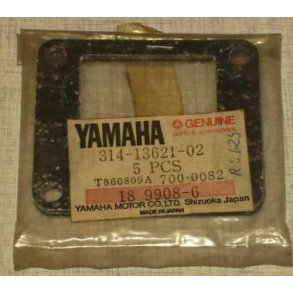 YAMAHA GENUINE
parts & accessories
314-13621-02
5 PCS
T860809A 700-0082
18 9908-6
YAMAHA MOTOR CO., LTD. Shizuoka Japan
MADE IN JAPAN